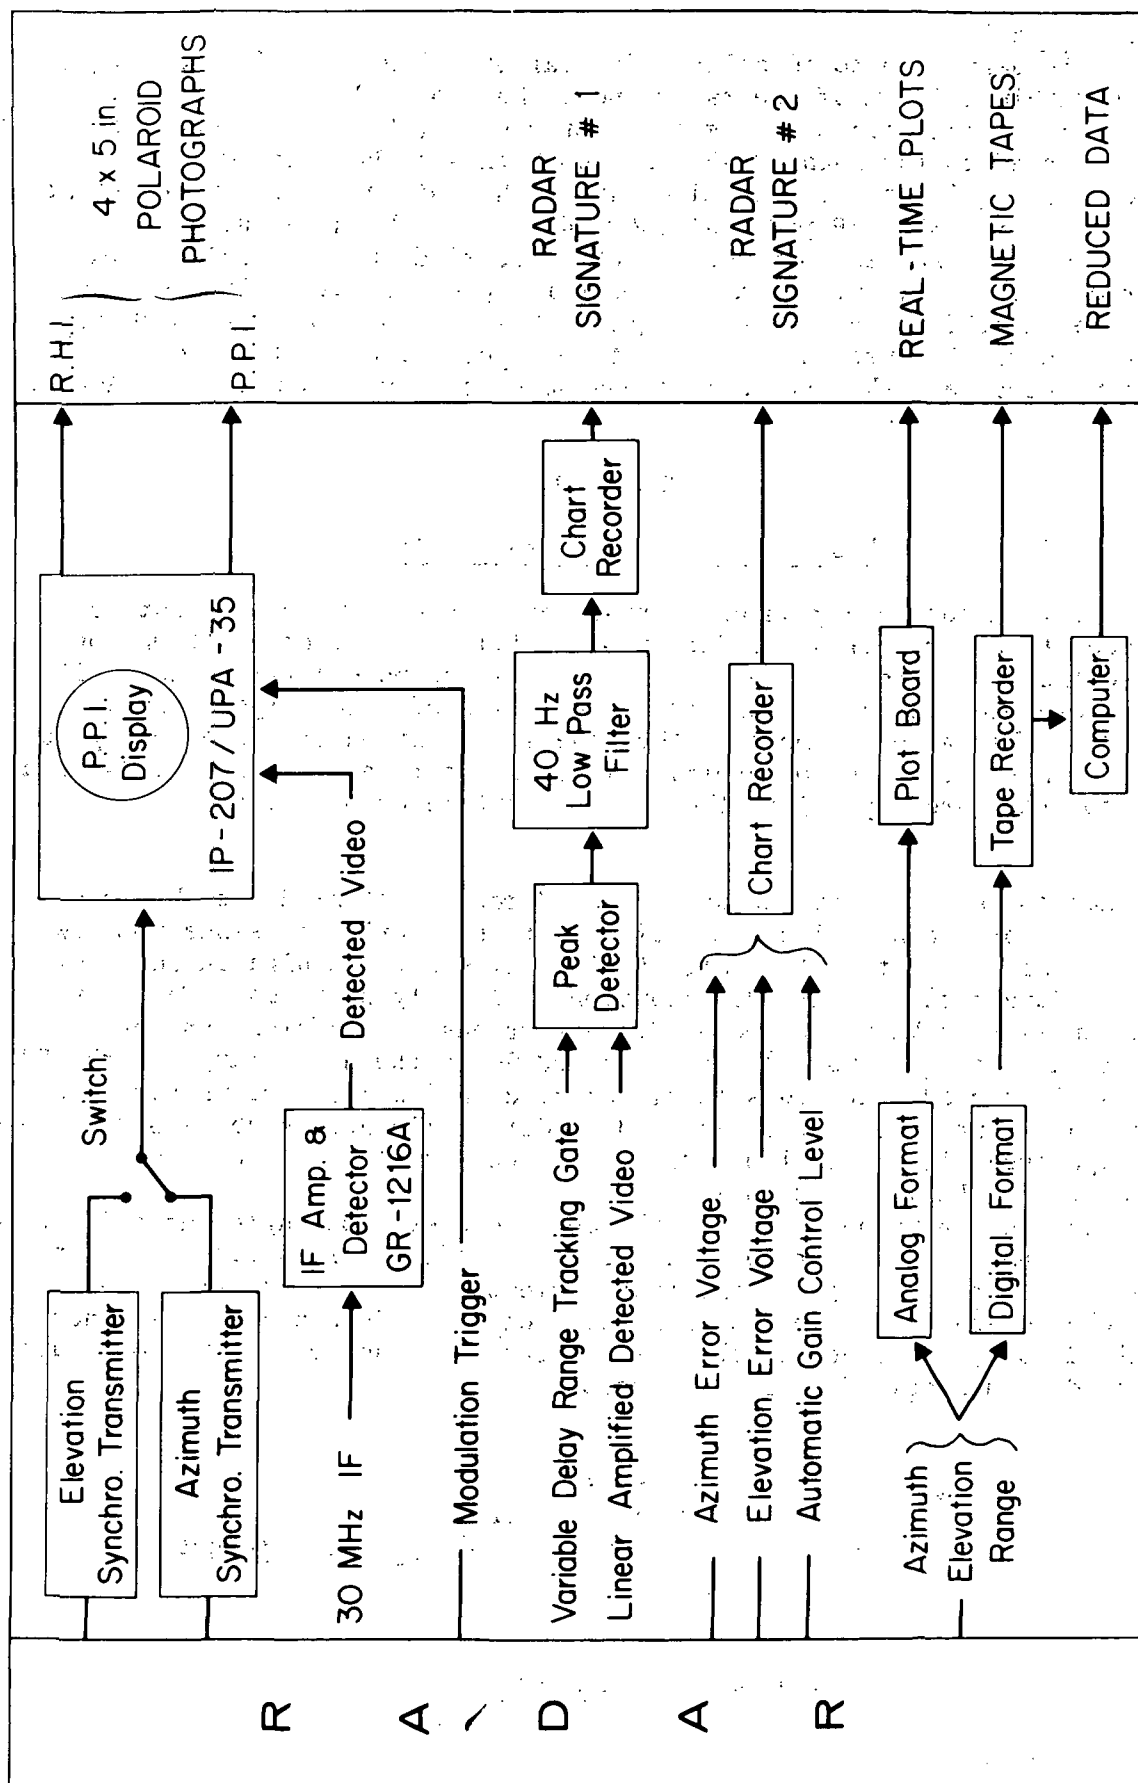 R A D A R
Elevation
Synchro. Transmitter
Azimuth
Synchro. Transmitter
Switch
P.P.I.
Display
IP-207/UPA-35
R.H.I.
P.P.I.
4 x 5 in.
POLAROID
PHOTOGRAPHS
30 MHz IF
IF Amp. &
Detector
GR-1216A
Detected Video
Modulation Trigger
Variable Delay Range Tracking Gate
Linear Amplified Detected Video
Peak
Detector
40 Hz
Low Pass
Filter
Chart
Recorder
RADAR
SIGNATURE # 1
Azimuth Error Voltage
Elevation Error Voltage
Automatic Gain Control Level
Chart Recorder
RADAR
SIGNATURE # 2
Azimuth
Elevation
Range
Analog Format
Plot Board
REAL-TIME PLOTS
Digital Format
Tape Recorder
MAGNETIC TAPES
Computer
REDUCED DATA